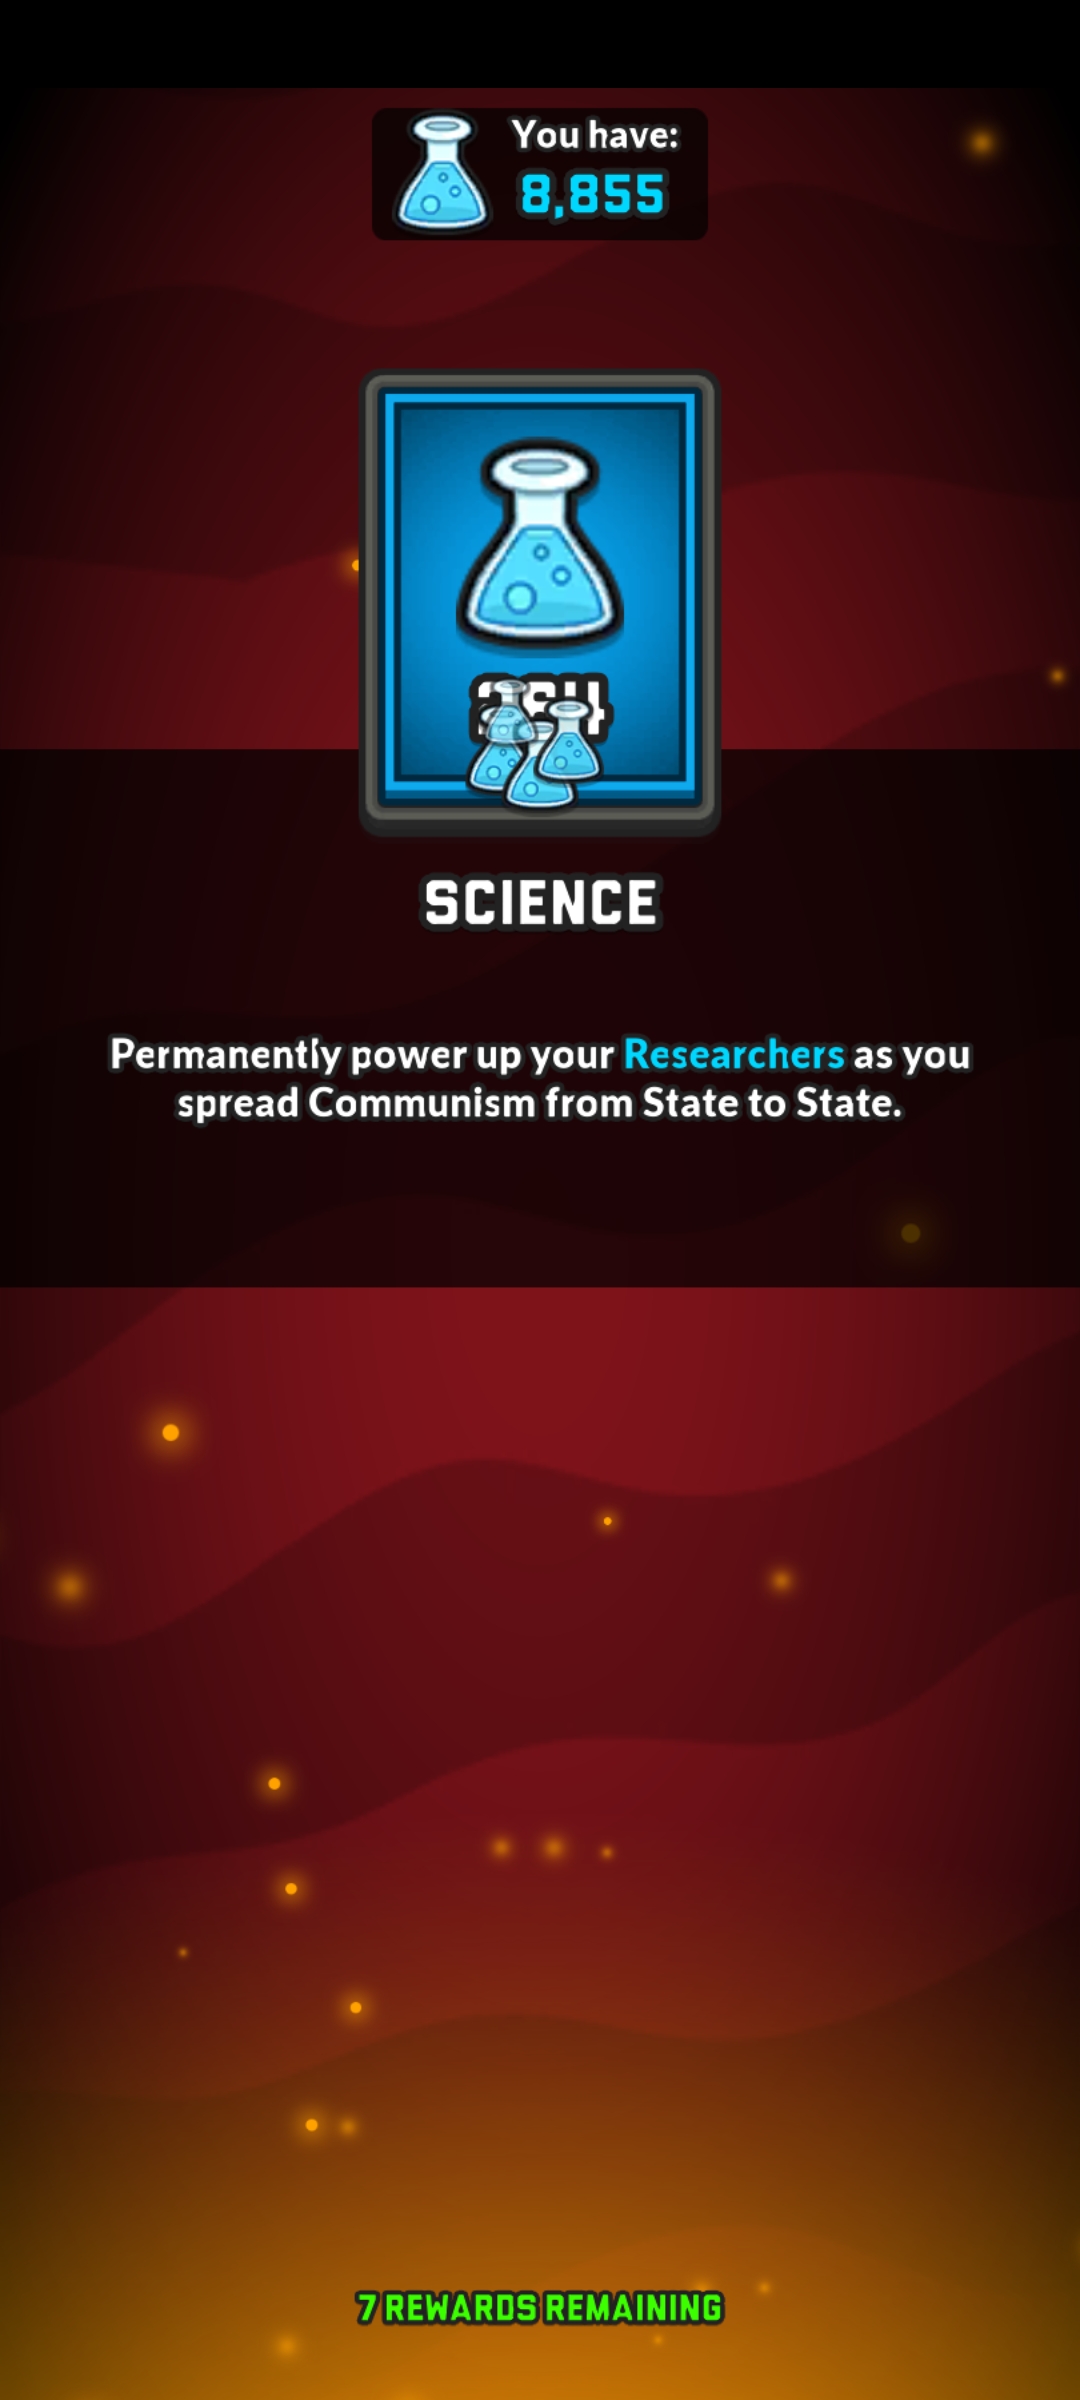 You have:
8,855
SCIENCE
Permanently power up your Researchers as you
spread Communism from State to State.
7 REWARDS REMAINING